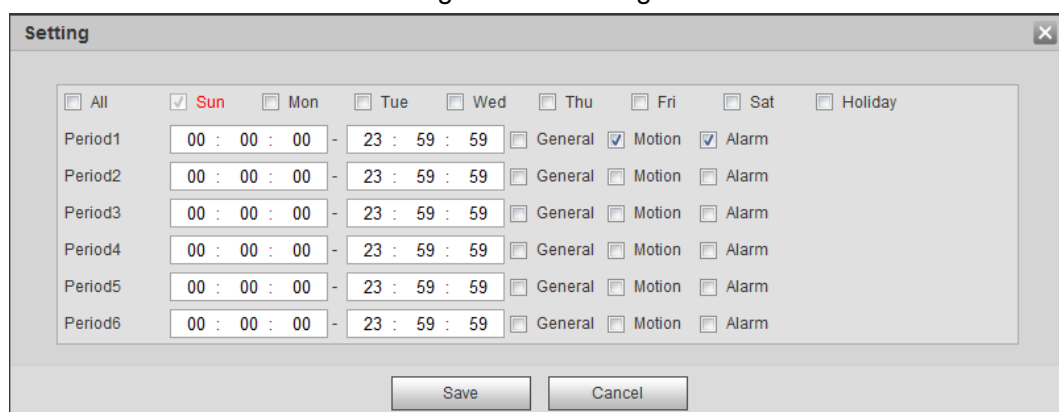 Setting
All Sun Mon Tue Wed Thu Fri Sat Holiday
Period1 00 : 00 : 00 - 23 : 59 : 59 General Motion Alarm
Period2 00 : 00 : 00 - 23 : 59 : 59 General Motion Alarm
Period3 00 : 00 : 00 - 23 : 59 : 59 General Motion Alarm
Period4 00 : 00 : 00 - 23 : 59 : 59 General Motion Alarm
Period5 00 : 00 : 00 - 23 : 59 : 59 General Motion Alarm
Period6 00 : 00 : 00 - 23 : 59 : 59 General Motion Alarm
Save Cancel